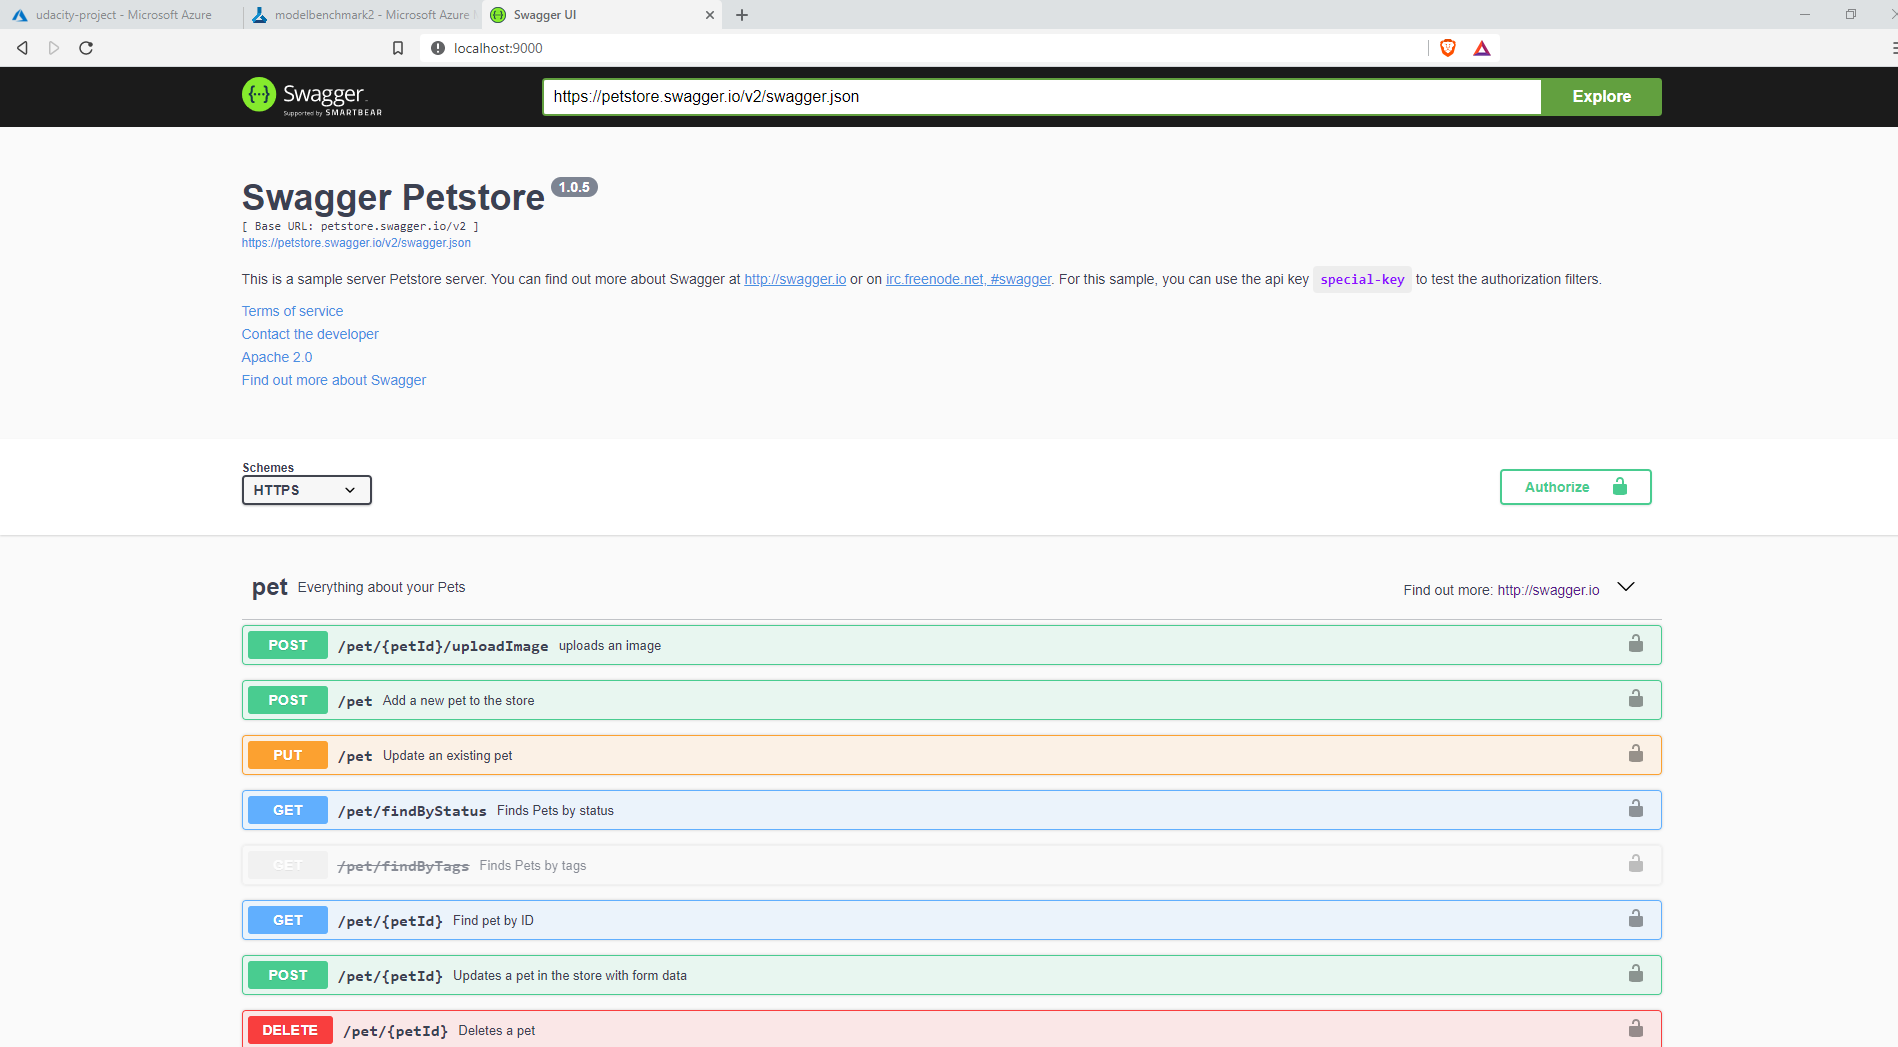 udacity-project - Microsoft Azure
modelbenchmark2 - Microsoft Azure
Swagger UI
localhost:9000
{···} Swagger
Supported by SMARTBEAR
https://petstore.swagger.io/v2/swagger.json
Explore
Swagger Petstore 1.0.5
[ Base URL: petstore.swagger.io/v2 ]
https://petstore.swagger.io/v2/swagger.json
This is a sample server Petstore server. You can find out more about Swagger at http://swagger.io or on irc.freenode.net, #swagger. For this sample, you can use the api key special-key to test the authorization filters.
Terms of service
Contact the developer
Apache 2.0
Find out more about Swagger
Schemes
HTTPS
Authorize
pet Everything about your Pets
Find out more: http://swagger.io
POST /pet/{petId}/uploadImage uploads an image
POST /pet Add a new pet to the store
PUT /pet Update an existing pet
GET /pet/findByStatus Finds Pets by status
GET /pet/findByTags Finds Pets by tags
GET /pet/{petId} Find pet by ID
POST /pet/{petId} Updates a pet in the store with form data
DELETE /pet/{petId} Deletes a pet